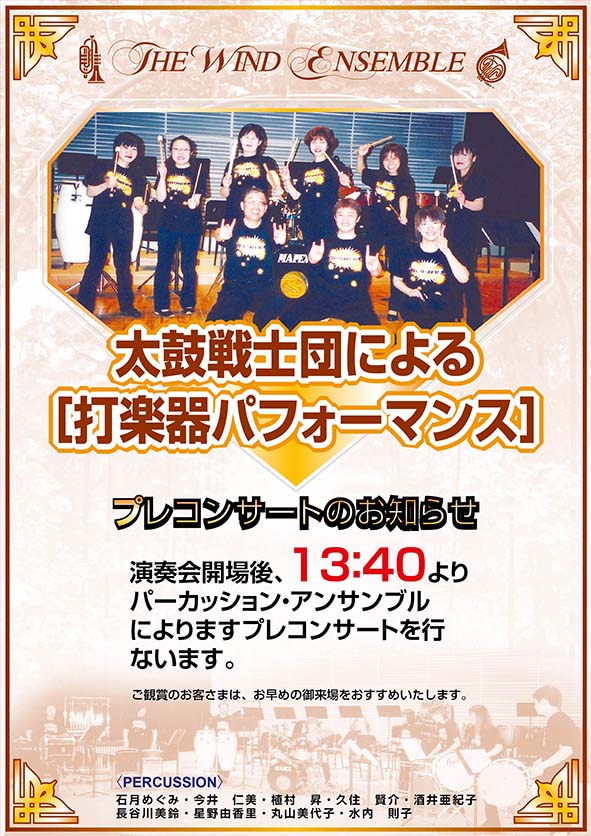 THE WIND ENSEMBLE
MAPEX
太鼓戦士団による
[打楽器パフォーマンス]
プレコンサートのお知らせ
演奏会開場後、13:40より
パーカッション・アンサンブル
によりますプレコンサートを行
ないます。
ご観賞のお客さまは、お早めの御来場をおすすめいたします。
〈PERCUSSION〉
石月めぐみ・今井　仁美・植村　昇・久住　賢介・酒井亜紀子
長谷川美鈴・星野由香里・丸山美代子・水内　則子